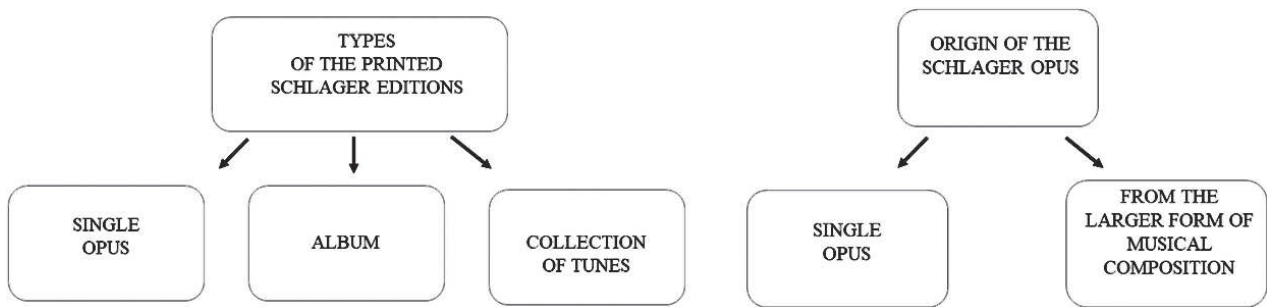 TYPES
OF THE PRINTED
SCHLAGER EDITIONS
SINGLE
OPUS
ALBUM
COLLECTION
OF TUNES
ORIGIN OF THE
SCHLAGER OPUS
SINGLE
OPUS
FROM THE
LARGER FORM OF
MUSICAL
COMPOSITION